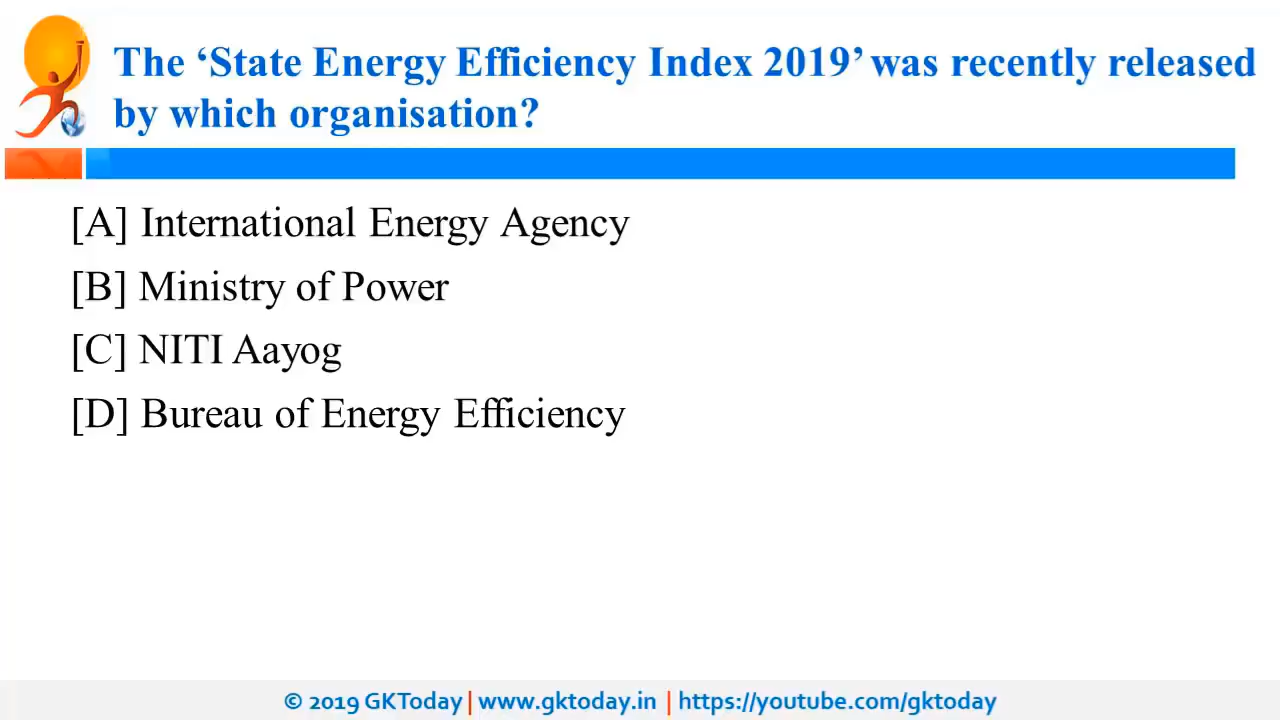 The ‘State Energy Efficiency Index 2019’ was recently released
by which organisation?
[A] International Energy Agency
[B] Ministry of Power
[C] NITI Aayog
[D] Bureau of Energy Efficiency
© 2019 GKToday | www.gktoday.in | https://youtube.com/gktoday